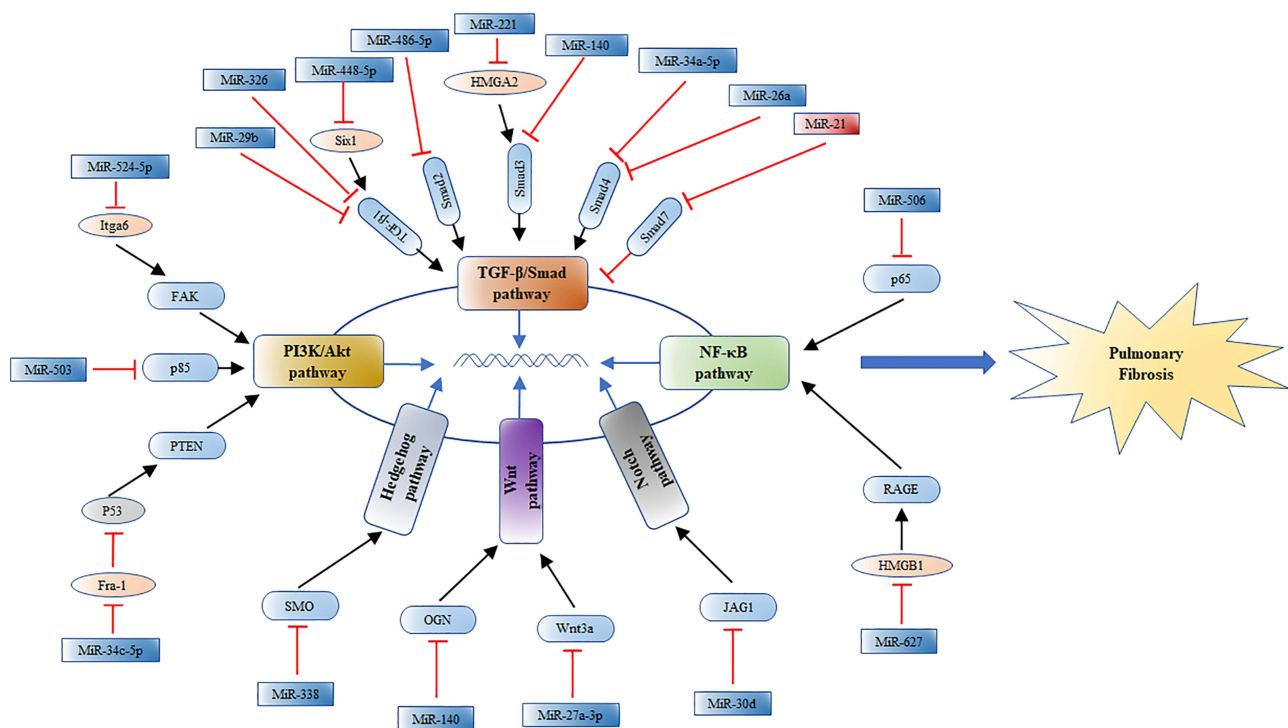 MiR-221
MiR-486-5p
MiR-140
MiR-448-5p
MiR-34a-5p
MiR-326
HMGA2
MiR-26a
MiR-21
MiR-29b
Six1
MiR-524-5p
Smad2
Smad3
Smad4
MiR-506
Itga6
TGF-β1
Smad7
TGF-β/Smad
pathway
p65
FAK
PI3K/Akt
pathway
NF-κB
pathway
Pulmonary
Fibrosis
MiR-503
p85
PTEN
Hedgehog
pathway
Wnt
pathway
Notch
pathway
RAGE
P53
HMGB1
Fra-1
SMO
OGN
Wnt3a
JAG1
MiR-34c-5p
MiR-627
MiR-338
MiR-140
MiR-27a-3p
MiR-30d